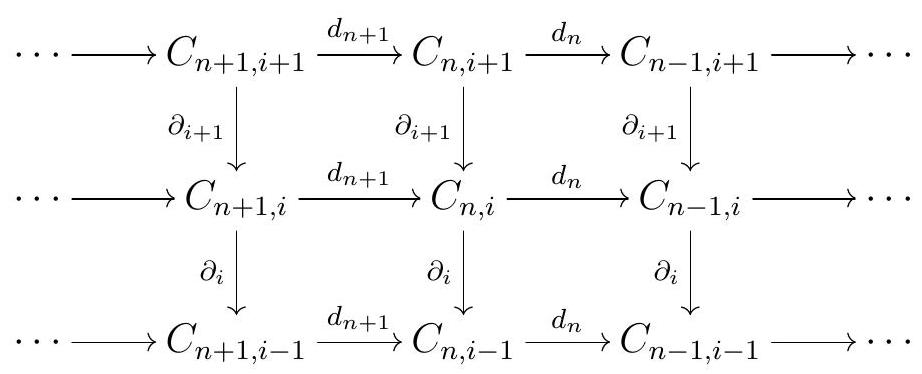 ⋯ ⟶ C_{n+1,i+1} ⟶ C_{n,i+1} ⟶ C_{n−1,i+1} ⟶ ⋯
d_{n+1} d_n
∂_{i+1} ∂_{i+1} ∂_{i+1}
⋯ ⟶ C_{n+1,i} ⟶ C_{n,i} ⟶ C_{n−1,i} ⟶ ⋯
d_{n+1} d_n
∂_i ∂_i ∂_i
⋯ ⟶ C_{n+1,i−1} ⟶ C_{n,i−1} ⟶ C_{n−1,i−1} ⟶ ⋯
d_{n+1} d_n